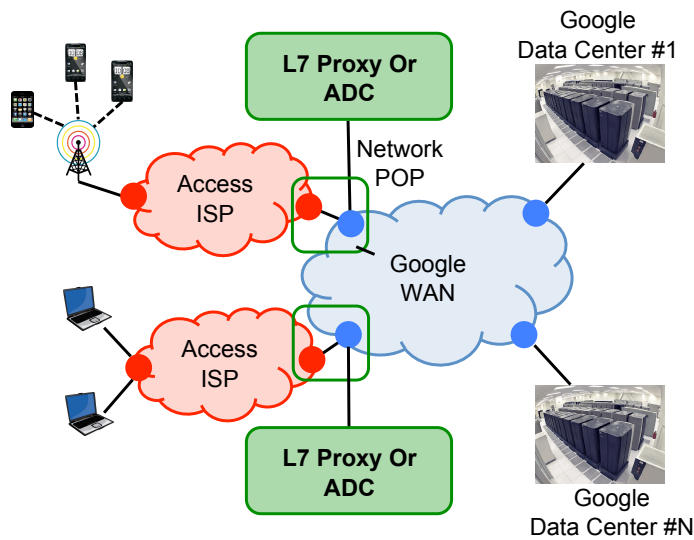 Google
Data Center #1
L7 Proxy Or
ADC
Network
POP
Access
ISP
Google
WAN
Access
ISP
L7 Proxy Or
ADC
Google
Data Center #N